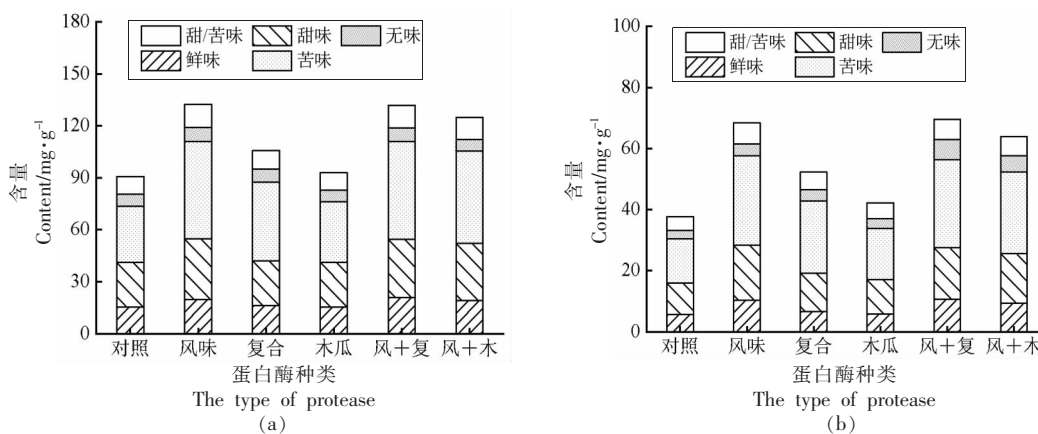 180
150
120
90
60
30
0
甜/苦味 甜味 无味
鲜味 苦味
含量
Content/mg·g⁻¹
对照 风味 复合 木瓜 风+复 风+木
蛋白酶种类
The type of protease
(a)
100
80
60
40
20
0
甜/苦味 甜味 无味
鲜味 苦味
含量
Content/mg·g⁻¹
对照 风味 复合 木瓜 风+复 风+木
蛋白酶种类
The type of protease
(b)